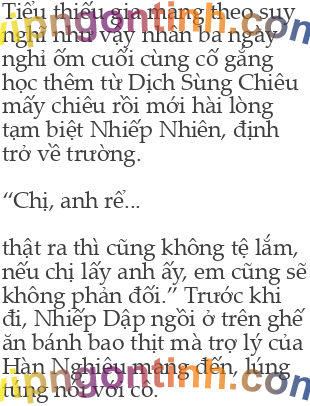 Tiểu thiếu gia mang theo suy
nghĩ như vậy nhân ba ngày
nghỉ ốm cuối cùng cố gắng
học thêm từ Dịch Sùng Chiêu
mấy chiêu rồi mới hài lòng
tạm biệt Nhiếp Nhiên, định
trở về trường.
“Chị, anh rể...
thật ra thì cũng không tệ lắm,
nếu chị lấy anh ấy, em cũng sẽ
không phản đối.” Trước khi
đi, Nhiếp Dập ngồi ở trên ghế
ăn bánh bao thịt mà trợ lý của
Hàn Nghiêu mang đến, lúng
túng nói với cô.
vipngontinh.com
vipngontinh.com